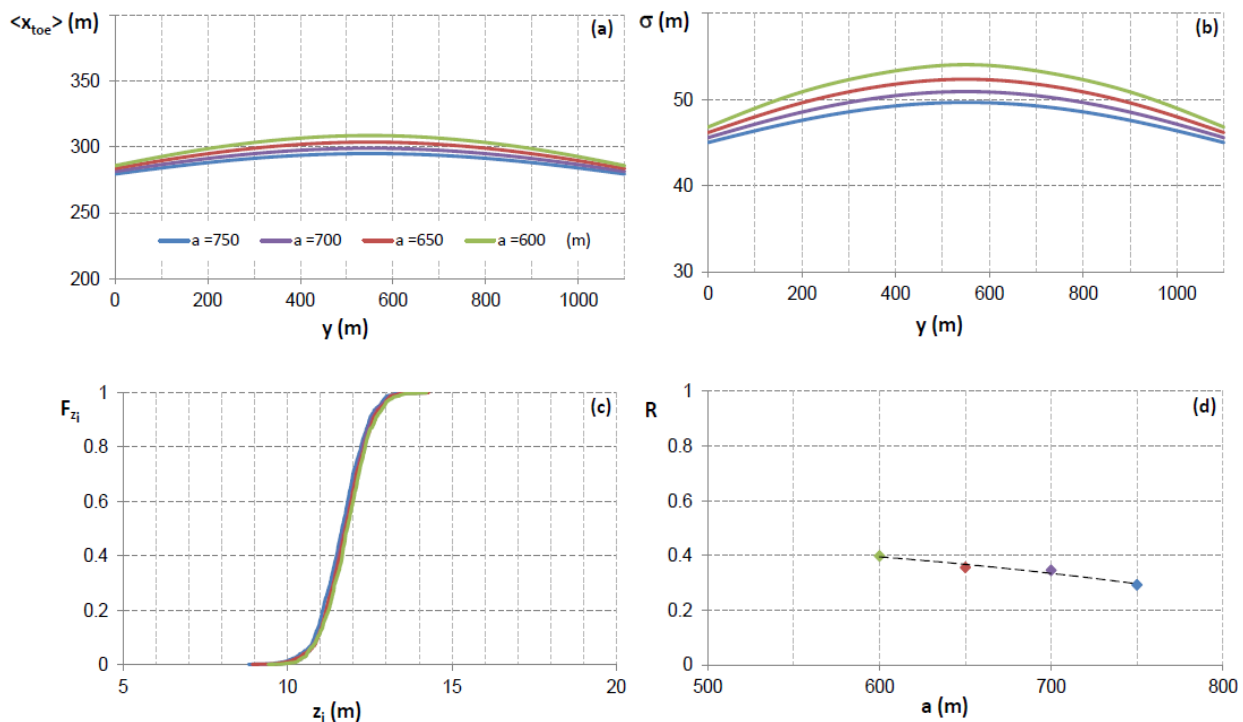 <x_toe> (m)
(a)
350
300
250
200
a =750 a =700 a =650 a =600 (m)
0 200 400 600 800 1000
y (m)
σ (m)
(b)
50
40
30
0 200 400 600 800 1000
y (m)
F_zi
(c)
1
0.8
0.6
0.4
0.2
0
5 10 15 20
z_i (m)
R
(d)
1
0.8
0.6
0.4
0.2
0
500 600 700 800
a (m)